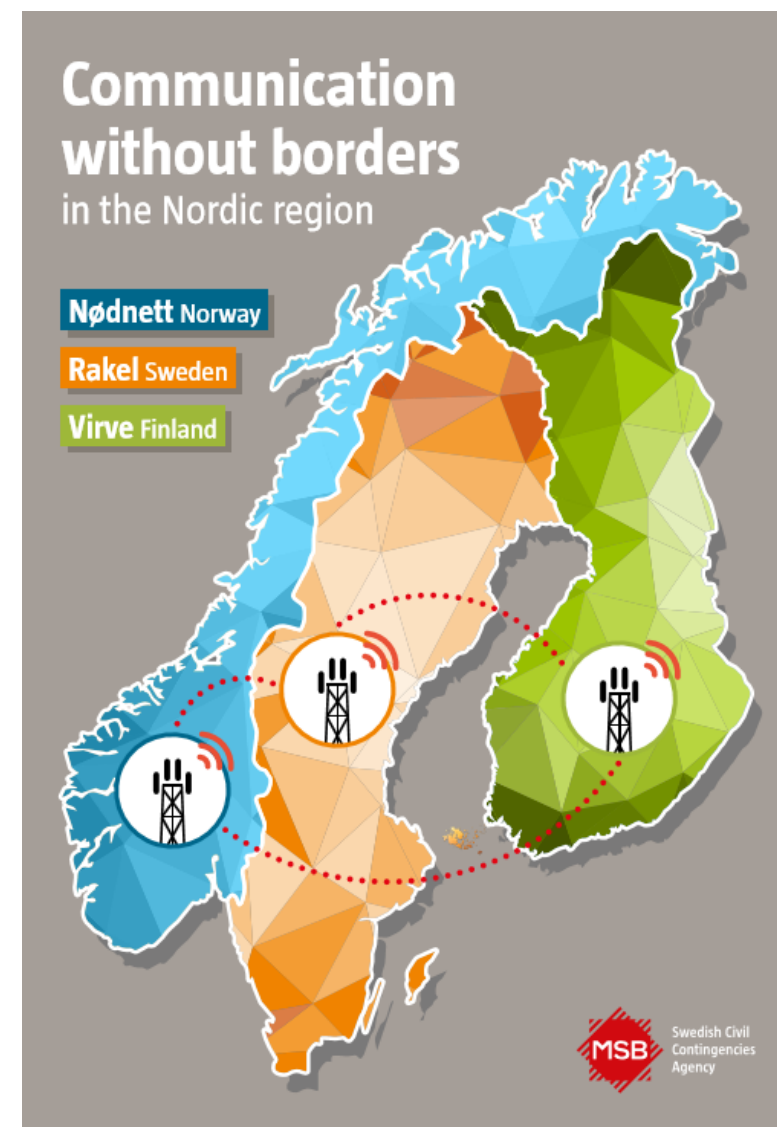 Communication
without borders
in the Nordic region
Nødnett Norway
Rakel Sweden
Virve Finland
MSB
Swedish Civil
Contingencies
Agency